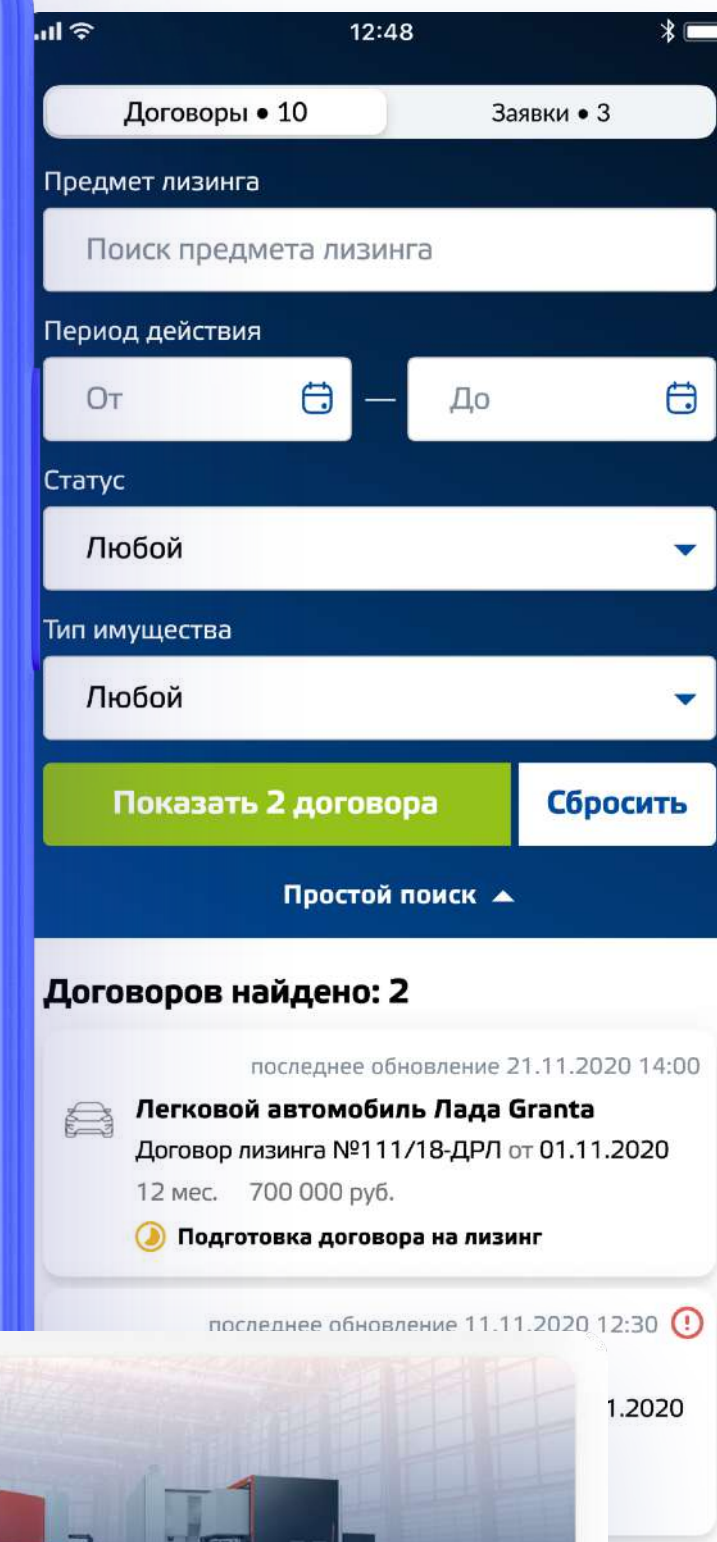 12:48
Договоры • 10
Заявки • 3
Предмет лизинга
Поиск предмета лизинга
Период действия
От — До
Статус
Любой
Тип имущества
Любой
Показать 2 договора
Сбросить
Простой поиск
Договоров найдено: 2
последнее обновление 21.11.2020 14:00
Легковой автомобиль Лада Granta
Договор лизинга №111/18-ДРЛ от 01.11.2020
12 мес. 700 000 руб.
Подготовка договора на лизинг
последнее обновление 11.11.2020 12:30
1.2020